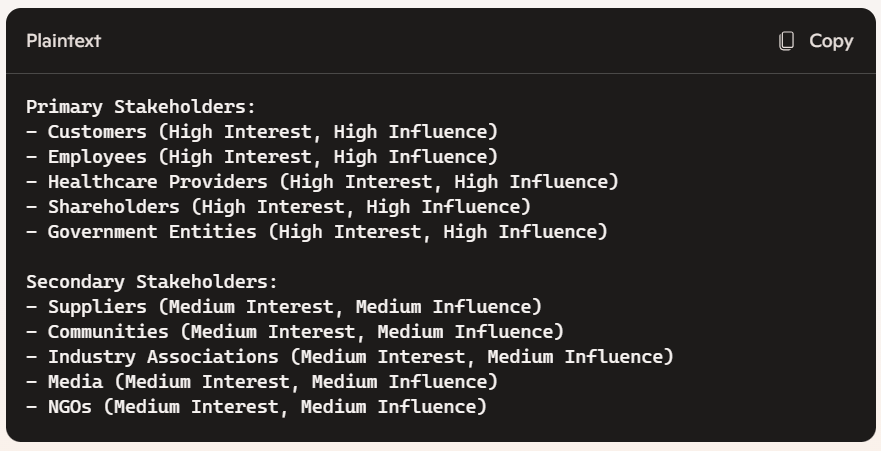 Plaintext
Copy
Primary Stakeholders:
- Customers (High Interest, High Influence)
- Employees (High Interest, High Influence)
- Healthcare Providers (High Interest, High Influence)
- Shareholders (High Interest, High Influence)
- Government Entities (High Interest, High Influence)
Secondary Stakeholders:
- Suppliers (Medium Interest, Medium Influence)
- Communities (Medium Interest, Medium Influence)
- Industry Associations (Medium Interest, Medium Influence)
- Media (Medium Interest, Medium Influence)
- NGOs (Medium Interest, Medium Influence)